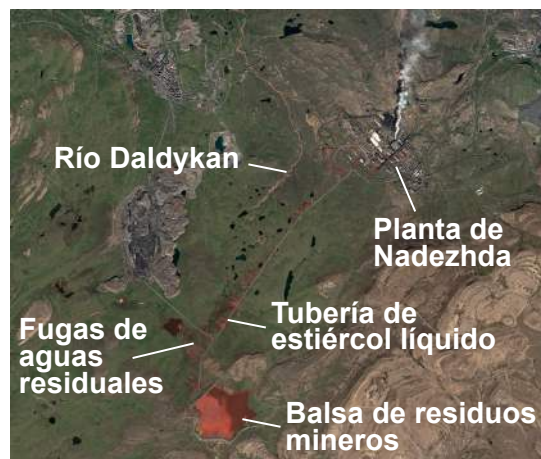 Río Daldykan
Planta de
Nadezhda
Tubería de
estiércol líquido
Fugas de
aguas
residuales
Balsa de residuos
mineros